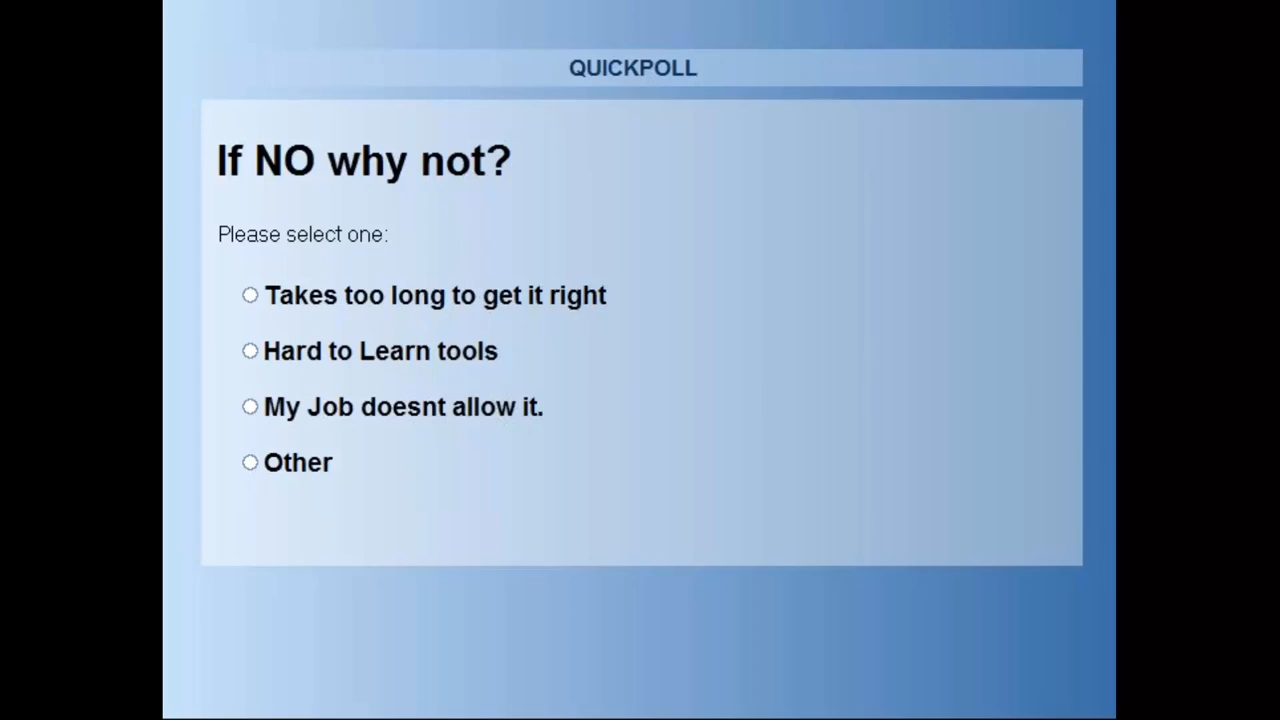 QUICKPOLL
If NO why not?
Please select one:
Takes too long to get it right
Hard to Learn tools
My Job doesnt allow it.
Other